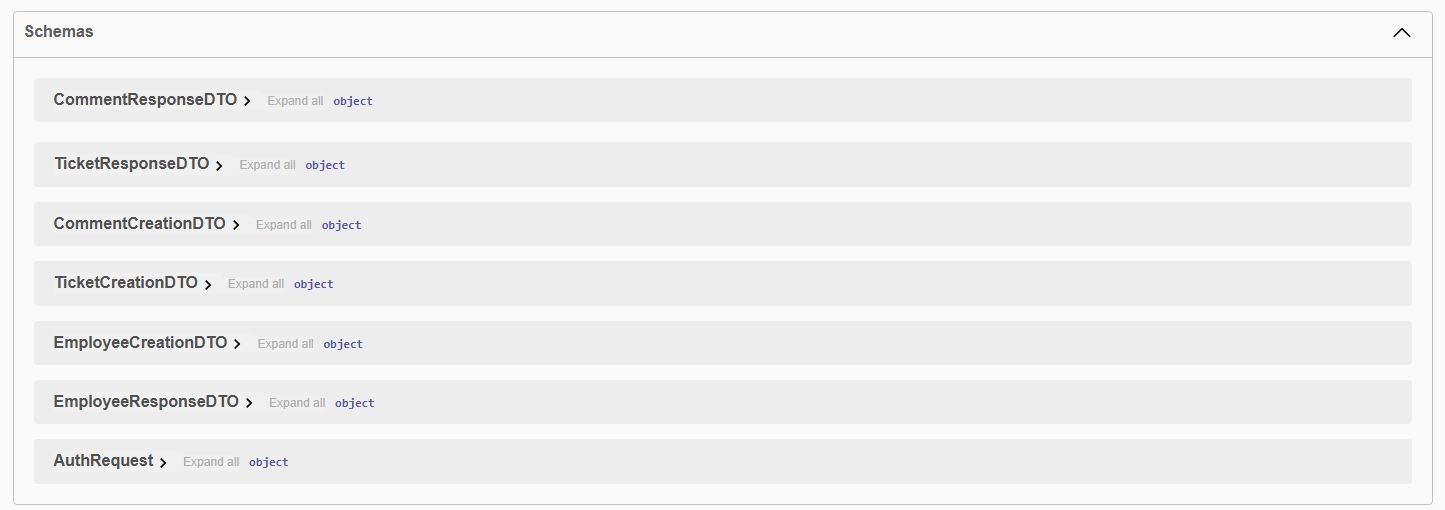 Schemas
CommentResponseDTO Expand all object
TicketResponseDTO Expand all object
CommentCreationDTO Expand all object
TicketCreationDTO Expand all object
EmployeeCreationDTO Expand all object
EmployeeResponseDTO Expand all object
AuthRequest Expand all object